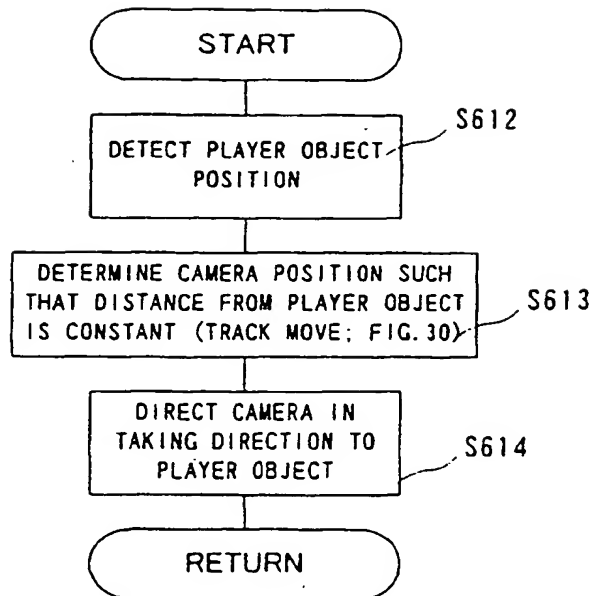 START
S612
DETECT PLAYER OBJECT
POSITION
DETERMINE CAMERA POSITION SUCH
THAT DISTANCE FROM PLAYER OBJECT
IS CONSTANT (TRACK MOVE; FIG.30)
S613
DIRECT CAMERA IN
TAKING DIRECTION TO
PLAYER OBJECT
S614
RETURN